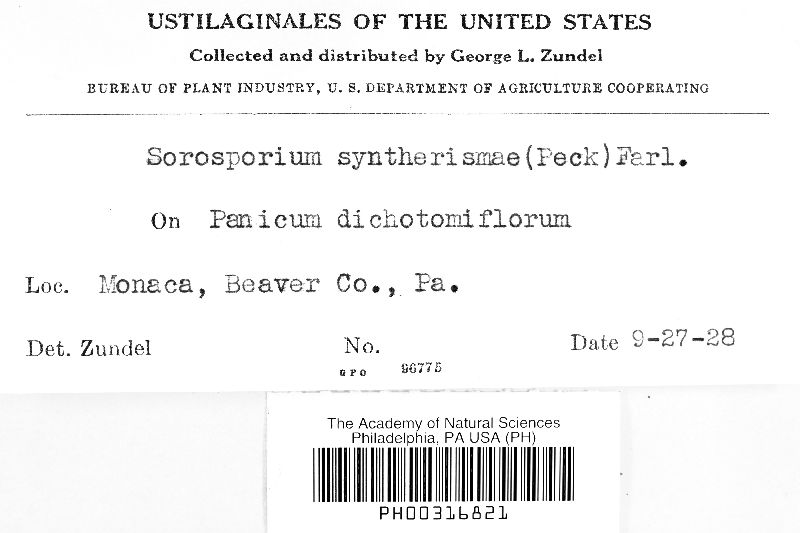 USTILAGINALES OF THE UNITED STATES
Collected and distributed by George L. Zundel
BUREAU OF PLANT INDUSTRY, U. S. DEPARTMENT OF AGRICULTURE COOPERATING
Sorosporium syntherismae(Peck)Farl.
On Panicum dichotomiflorum
Loc. Monaca, Beaver Co., Pa.
Det. Zundel No. Date 9-27-28
GPO 96775
The Academy of Natural Sciences
Philadelphia, PA USA (PH)
PH00316821